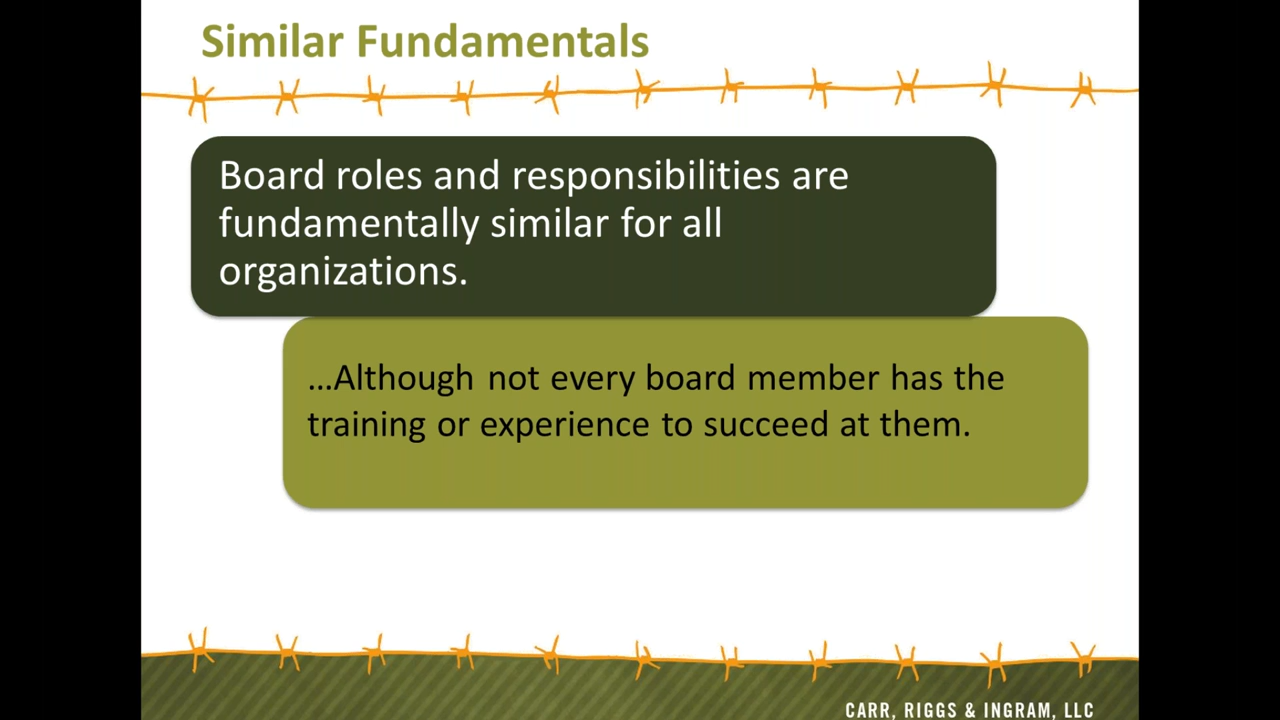 Similar Fundamentals
Board roles and responsibilities are
fundamentally similar for all
organizations.
...Although not every board member has the
training or experience to succeed at them.
CARR, RIGGS & INGRAM, LLC